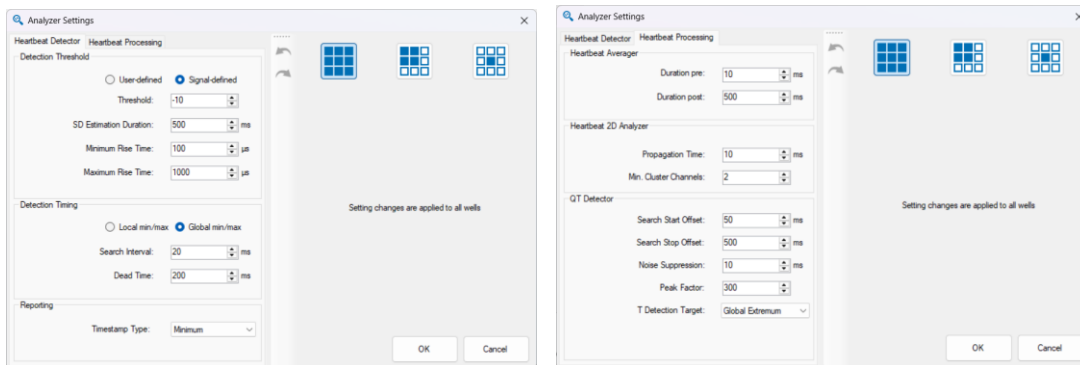 Analyzer Settings
Heartbeat Detector Heartbeat Processing
Detection Threshold
User-defined Signal-defined
Threshold: -10
SD Estimation Duration: 500 ms
Minimum Rise Time: 100 µs
Maximum Rise Time: 1000 µs
Detection Timing
Local min/max Global min/max
Search Interval: 20 ms
Dead Time: 200 ms
Reporting
Timestamp Type: Minimum
Setting changes are applied to all wells
OK Cancel
Analyzer Settings
Heartbeat Detector Heartbeat Processing
Heartbeat Averager
Duration pre: 10 ms
Duration post: 500 ms
Heartbeat 2D Analyzer
Propagation Time: 10 ms
Min. Cluster Channels: 2
QT Detector
Search Start Offset: 50 ms
Search Stop Offset: 500 ms
Noise Suppression: 10 ms
Peak Factor: 300
T Detection Target: Global Extremum
Setting changes are applied to all wells
OK Cancel